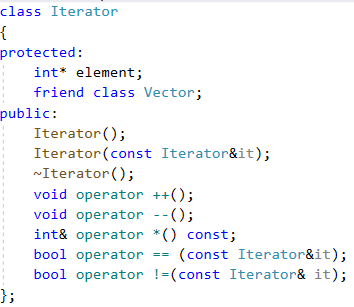 class Iterator
{
protected:
    int* element;
    friend class Vector;
public:
    Iterator();
    Iterator(const Iterator&it);
    ~Iterator();
    void operator ++();
    void operator --();
    int& operator *() const;
    bool operator == (const Iterator&it);
    bool operator !=(const Iterator& it);
};